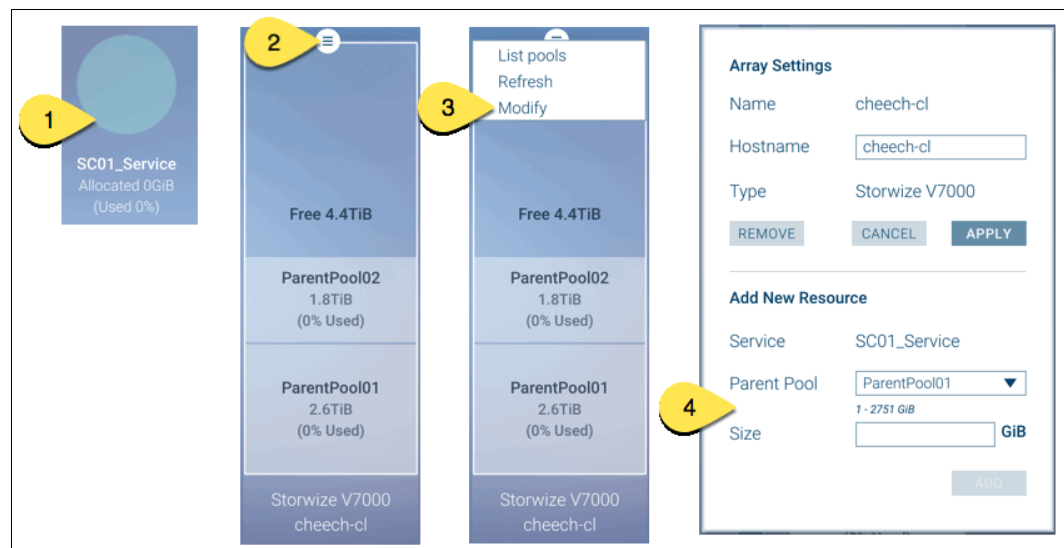 1
SC01_Service
Allocated 0GiB
(Used 0%)
2
Free 4.4TiB
ParentPool02
1.8TiB
(0% Used)
ParentPool01
2.6TiB
(0% Used)
Storwize V7000
cheech-cl
List pools
Refresh
3
Modify
Free 4.4TiB
ParentPool02
1.8TiB
(0% Used)
ParentPool01
2.6TiB
(0% Used)
Storwize V7000
cheech-cl
Array Settings
Name cheech-cl
Hostname cheech-cl
Type Storwize V7000
REMOVE CANCEL APPLY
Add New Resource
Service SC01_Service
Parent Pool ParentPool01
4
1 - 2751 GiB
Size GiB
ADD